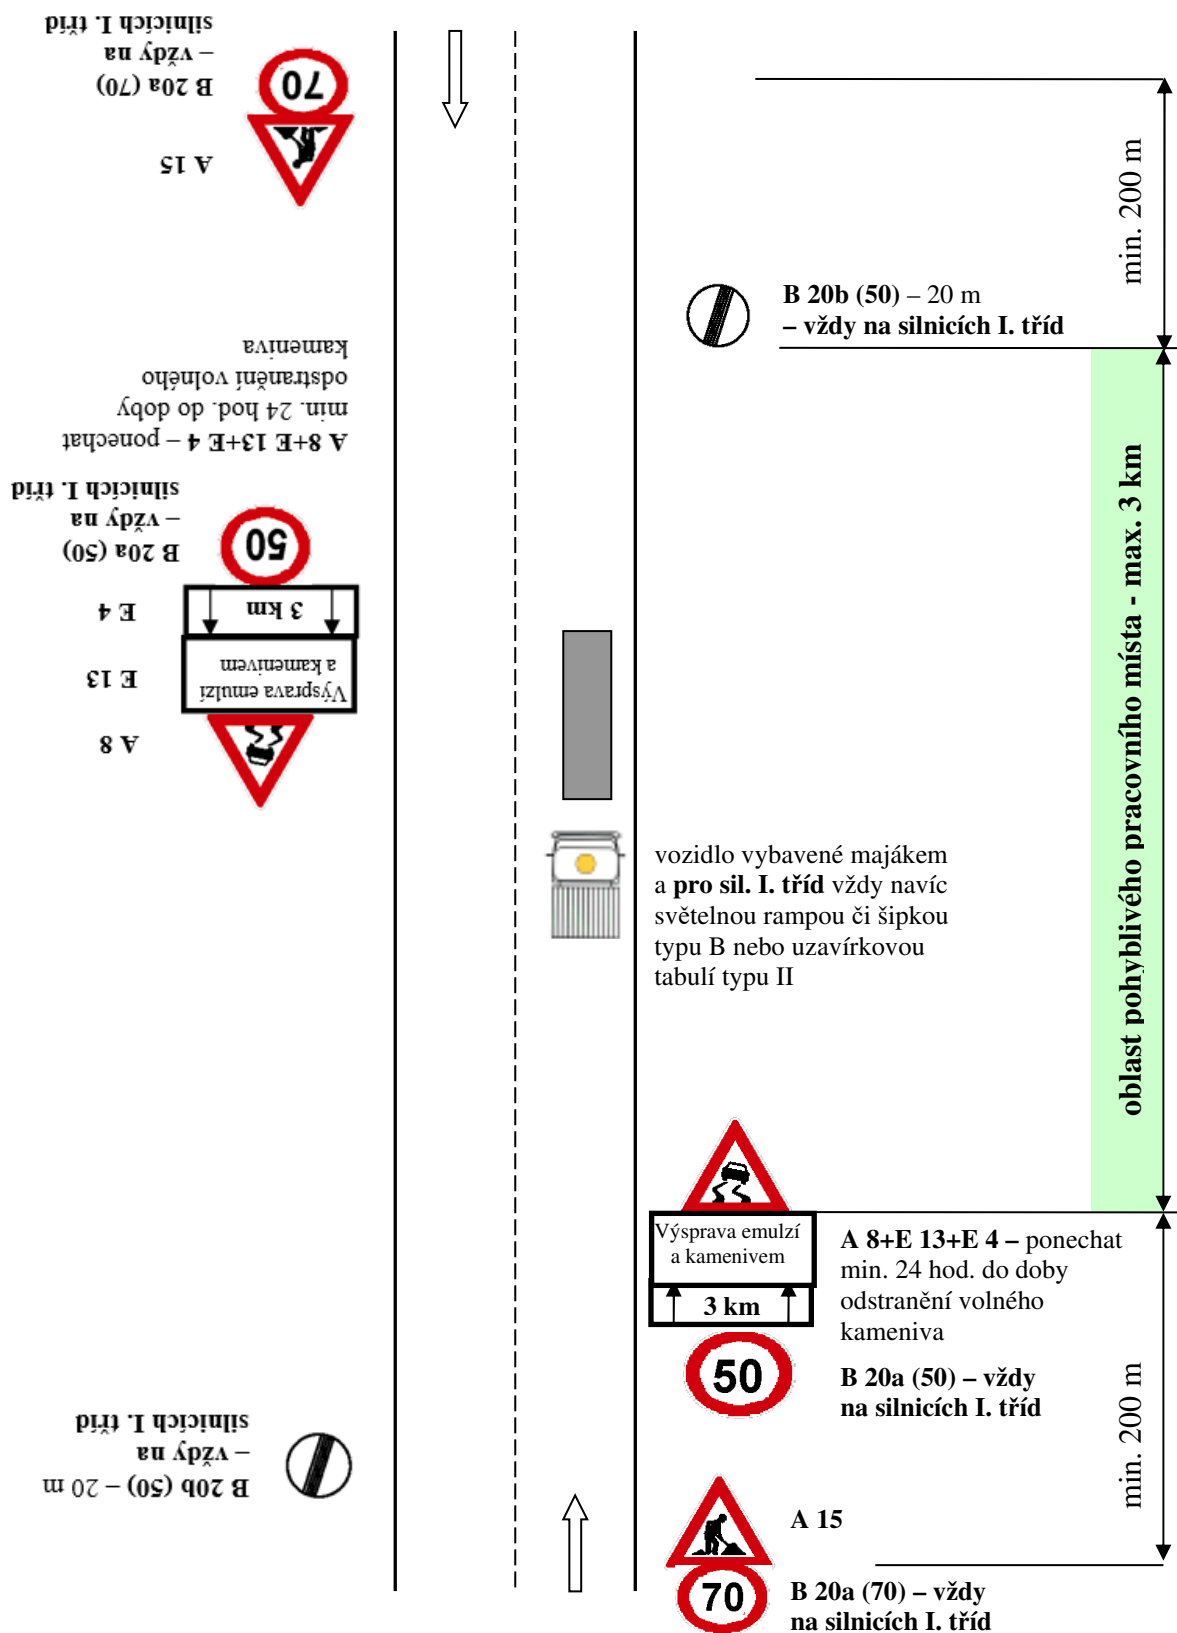 silnicích I. tříd
– vždy na
B 20a (70)
70
A 15
min. 200 m
B 20b (50) – 20 m
– vždy na silnicích I. tříd
A 8+E 13+E 4 – ponechat
min. 24 hod. do doby
odstranění volného
kameniva
B 20a (50)
– vždy na
silnicích I. tříd
50
E 4
3 km
E 13
Výsprava emulzí
a kamenivem
A 8
oblast pohyblivého pracovního místa - max. 3 km
vozidlo vybavené majákem
a pro sil. I. tříd vždy navíc
světelnou rampou či šipkou
typu B nebo uzavírkovou
tabulí typu II
Výsprava emulzí
a kamenivem
3 km
A 8+E 13+E 4 – ponechat
min. 24 hod. do doby
odstranění volného
kameniva
50
B 20a (50) – vždy
na silnicích I. tříd
min. 200 m
B 20b (50) – 20 m
– vždy na
silnicích I. tříd
A 15
70
B 20a (70) – vždy
na silnicích I. tříd